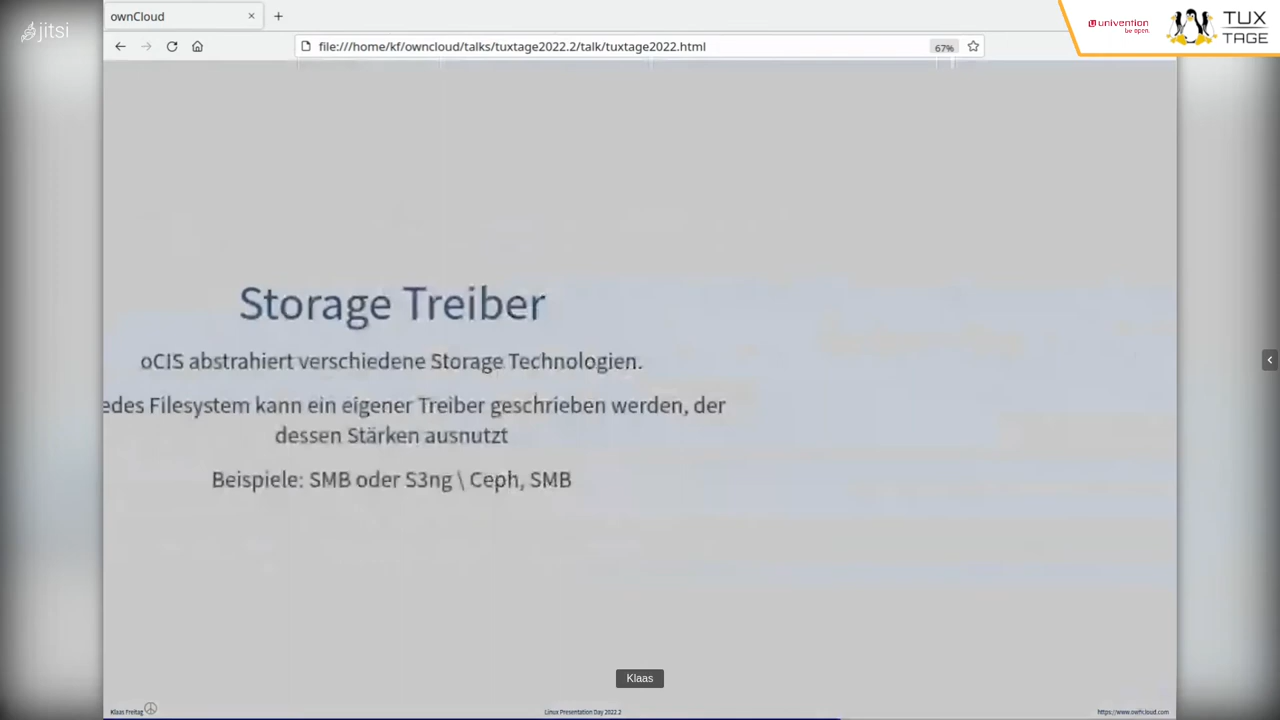 jitsi
ownCloud
univention
be open.
TUX
TAGE
file:///home/kf/owncloud/talks/tuxtage2022.2/talk/tuxtage2022.html
67%
Storage Treiber
oCIS abstrahiert verschiedene Storage Technologien.
edes Filesystem kann ein eigener Treiber geschrieben werden, der
dessen Stärken ausnutzt
Beispiele: SMB oder S3ng \ Ceph, SMB
Klaas
Klaas Freitag
Linux Presentation Day 2022.2
https://www.owncloud.com